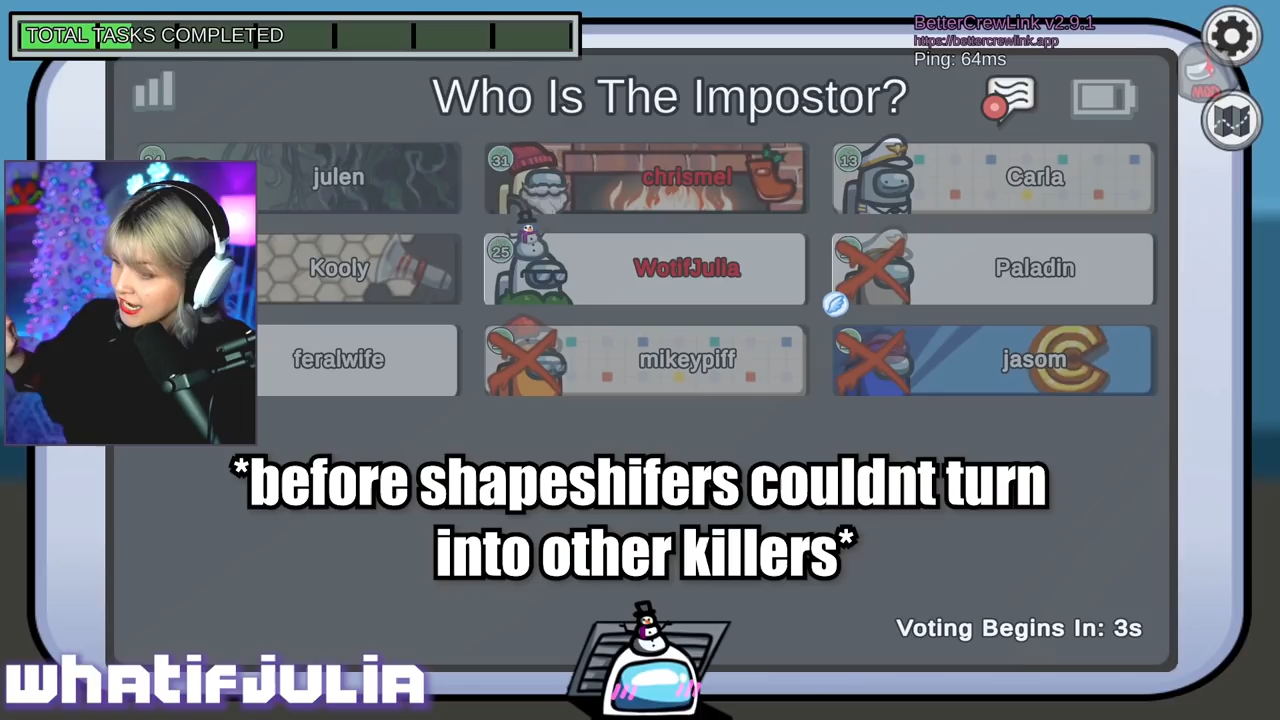 TOTAL TASKS COMPLETED
BetterCrewLink v2.9.1
https://bettercrewlink.app
Ping: 64ms
Who Is The Impostor?
MOD
julen
31
chrismel
13
Carla
Kooly
25
WotifJulia
Paladin
feralwife
mikeypiff
jasom
*before shapeshifers couldnt turn
into other killers*
Voting Begins In: 3s
whatifjulia